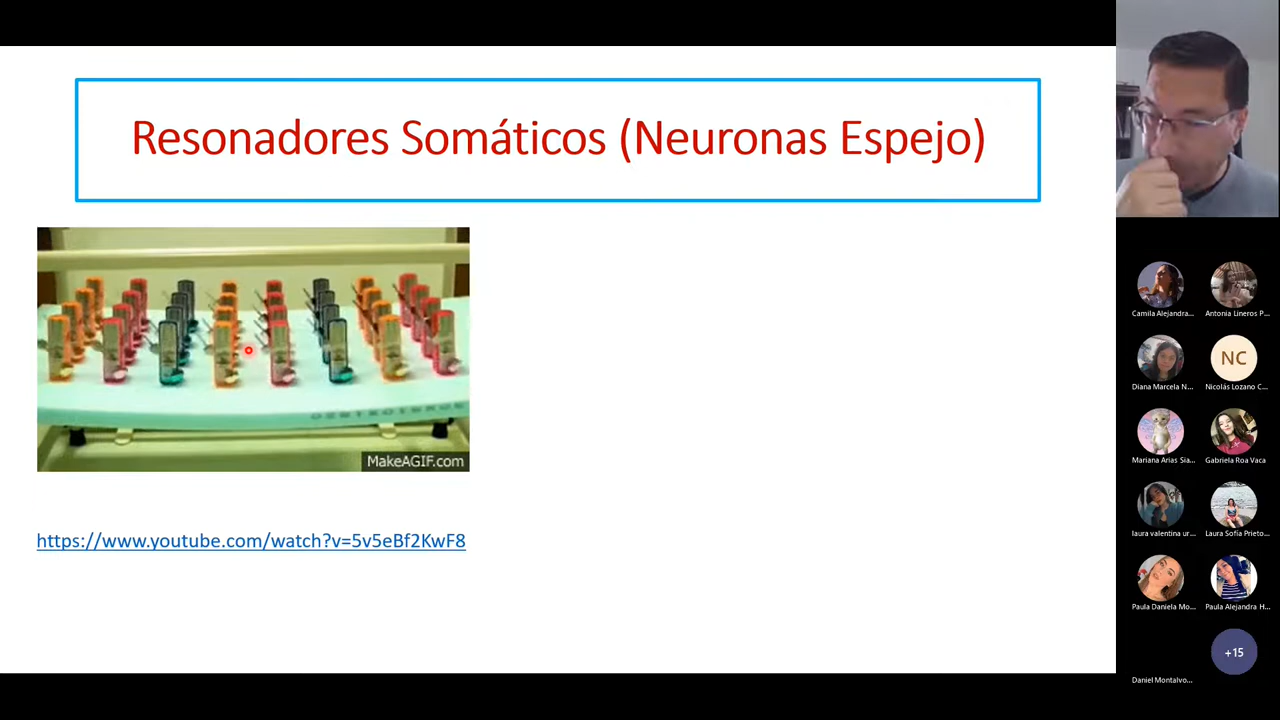 Resonadores Somáticos (Neuronas Espejo)
MakeAGIF.com
https://www.youtube.com/watch?v=5v5eBf2KwF8
Camila Alejandra...
Antonia Lineros P...
Diana Marcela N...
NC
Nicolás Lozano C...
Mariana Arias Sia...
Gabriela Roa Vaca
laura valentina ur...
Laura Sofía Prieto...
Paula Daniela Mo...
Paula Alejandra H...
+15
Daniel Montalvo...